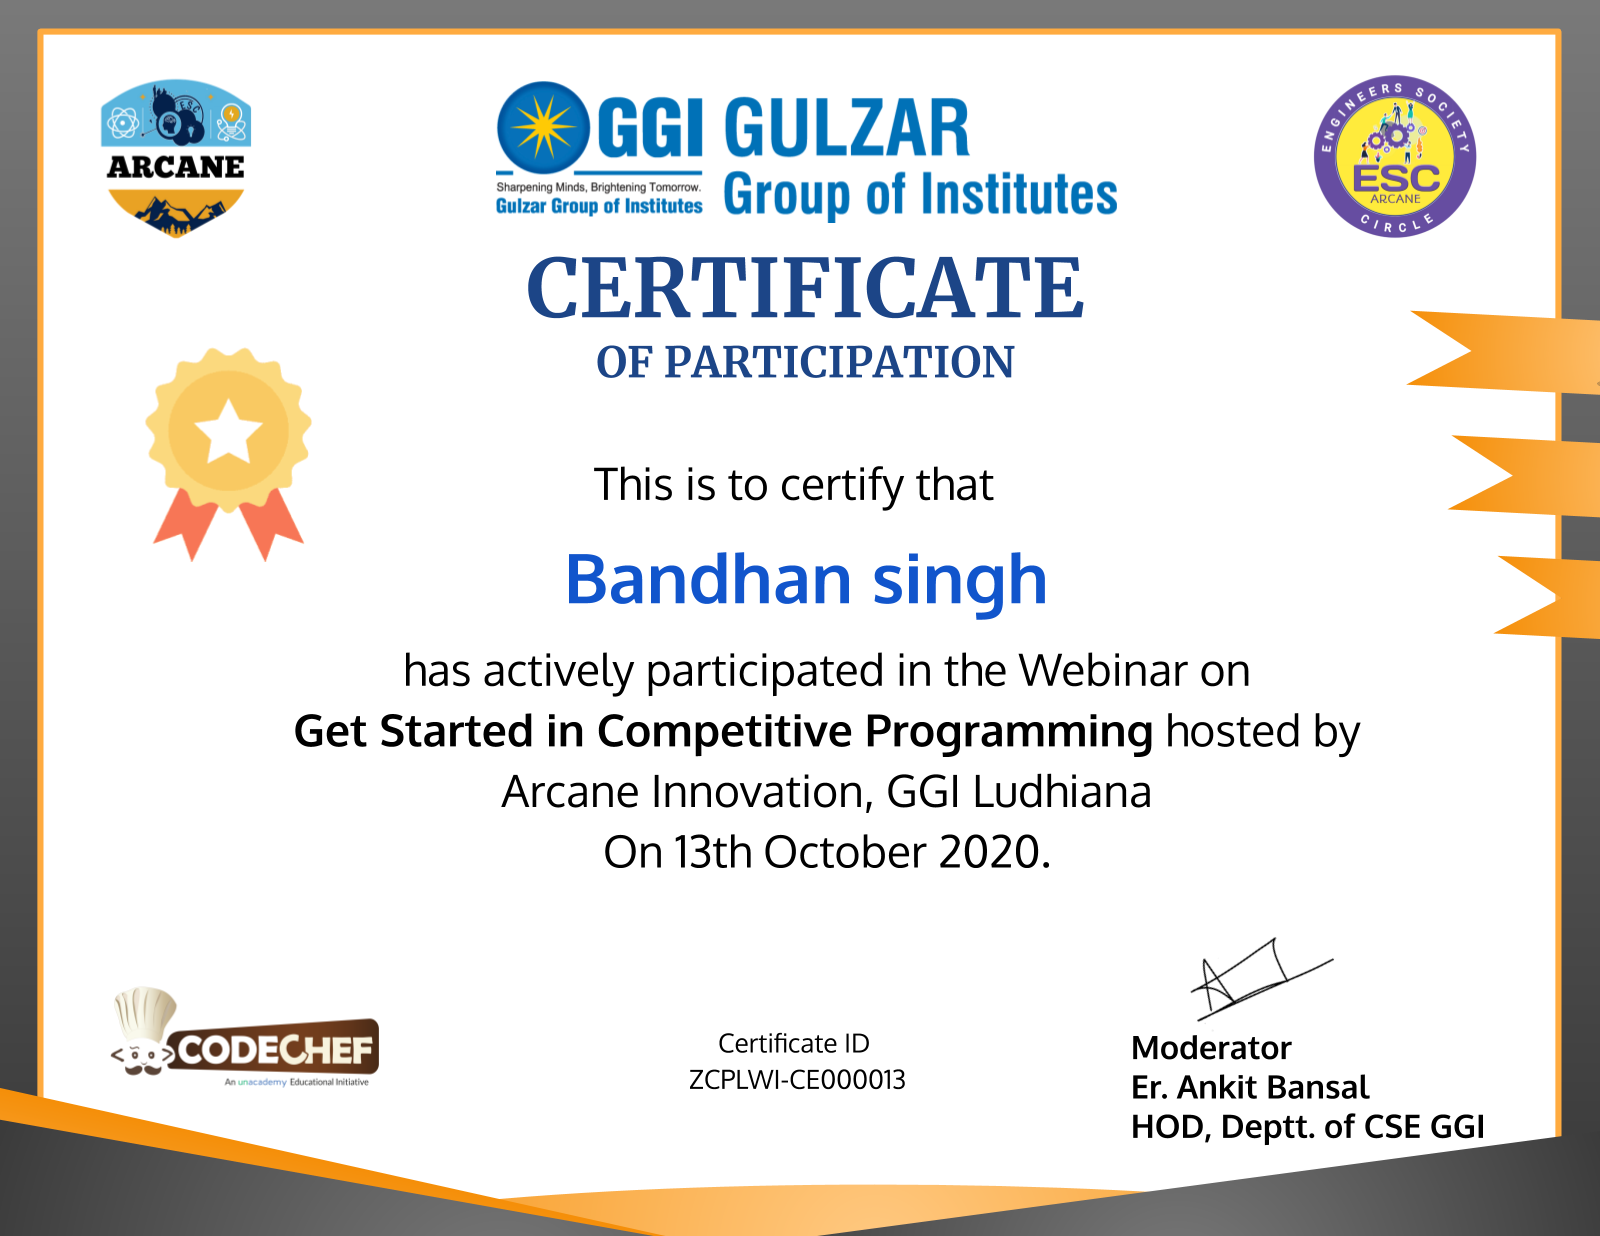 ARCANE
GGI GULZAR
Sharpening Minds, Brightening Tomorrow.
Gulzar Group of Institutes
Group of Institutes
ENGINEERS SOCIETY
ESC
ARCANE
CIRCLE
CERTIFICATE
OF PARTICIPATION
This is to certify that
Bandhan singh
has actively participated in the Webinar on
Get Started in Competitive Programming hosted by
Arcane Innovation, GGI Ludhiana
On 13th October 2020.
CODECHEF
An unacademy Educational Initiative
Certificate ID
ZCPLWI-CE000013
Moderator
Er. Ankit Bansal
HOD, Deptt. of CSE GGI